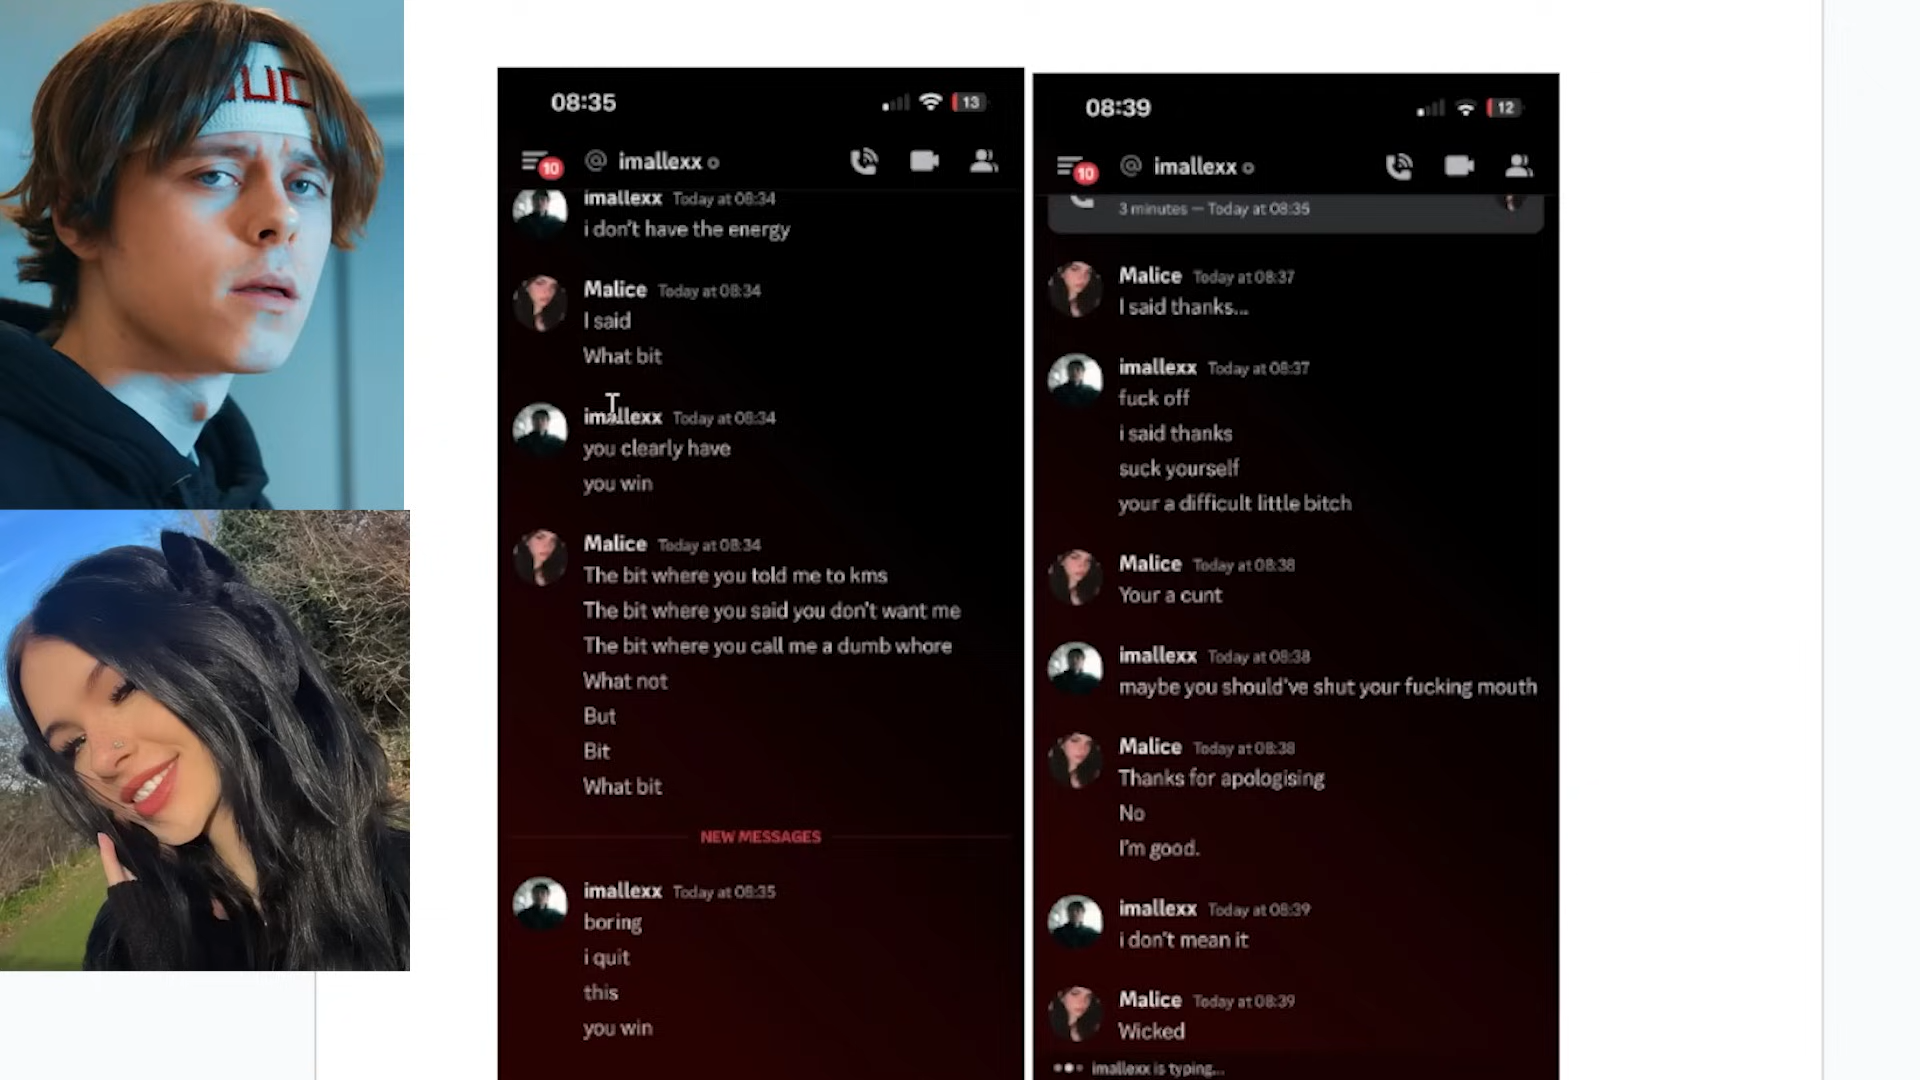 UC
08:35
13
10
@ imallexx
imallexx Today at 08:34
i don't have the energy
Malice Today at 08:34
I said
What bit
imallexx Today at 08:34
you clearly have
you win
Malice Today at 08:34
The bit where you told me to kms
The bit where you said you don't want me
The bit where you call me a dumb whore
What not
But
Bit
What bit
NEW MESSAGES
imallexx Today at 08:35
boring
i quit
this
you win
08:39
12
10
@ imallexx
3 minutes — Today at 08:35
Malice Today at 08:37
I said thanks...
imallexx Today at 08:37
fuck off
i said thanks
suck yourself
your a difficult little bitch
Malice Today at 08:38
Your a cunt
imallexx Today at 08:38
maybe you should've shut your fucking mouth
Malice Today at 08:38
Thanks for apologising
No
I'm good.
imallexx Today at 08:39
i don't mean it
Malice Today at 08:39
Wicked
imallexx is typing...